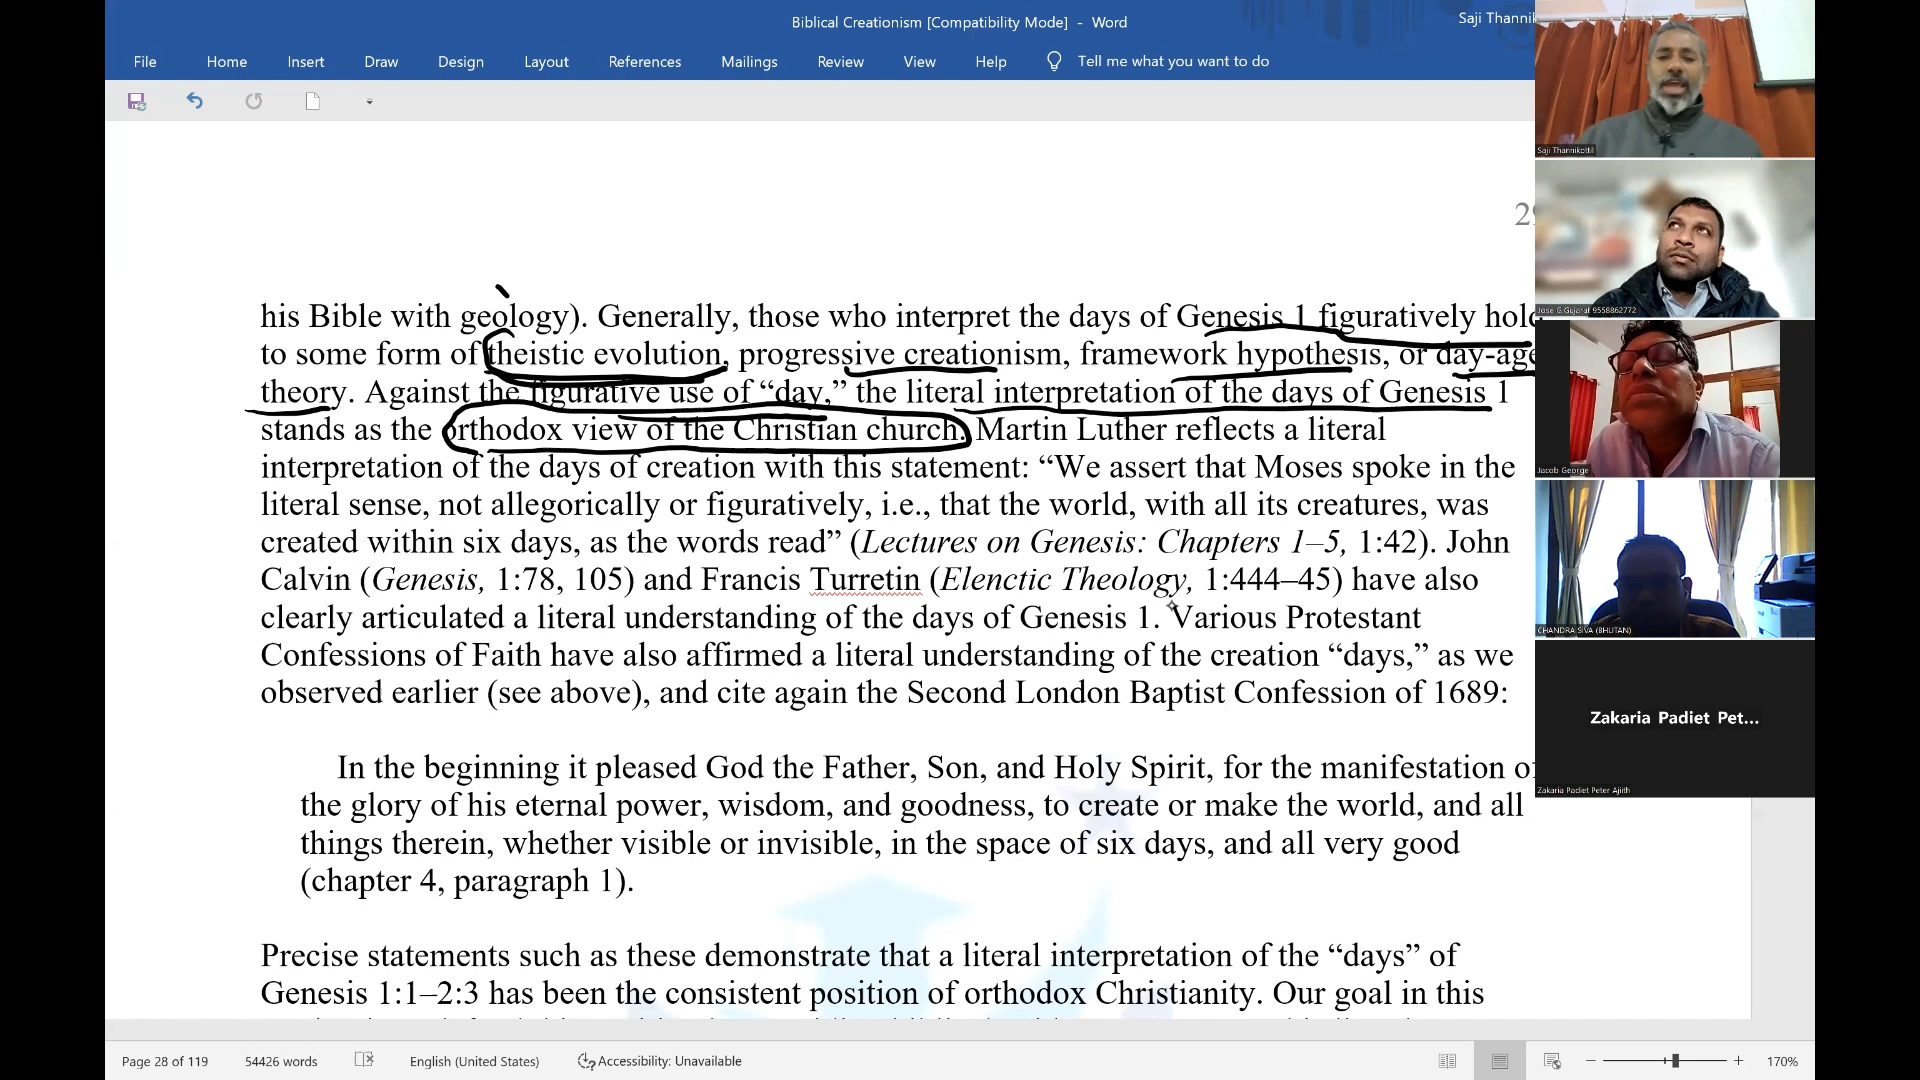 Biblical Creationism [Compatibility Mode] - Word
Saji
File Home Insert Draw Design Layout References Mailings Review View Help Tell me what you want to do
his Bible with geology). Generally, those who interpret the days of Genesis 1 figuratively hold
to some form of theistic evolution, progressive creationism, framework hypothesis, or day-age
theory. Against the figurative use of “day,” the literal interpretation of the days of Genesis 1
stands as the orthodox view of the Christian church. Martin Luther reflects a literal
interpretation of the days of creation with this statement: “We assert that Moses spoke in the
literal sense, not allegorically or figuratively, i.e., that the world, with all its creatures, was
created within six days, as the words read” (Lectures on Genesis: Chapters 1–5, 1:42). John
Calvin (Genesis, 1:78, 105) and Francis Turretin (Elenctic Theology, 1:444–45) have also
clearly articulated a literal understanding of the days of Genesis 1. Various Protestant
Confessions of Faith have also affirmed a literal understanding of the creation “days,” as we
observed earlier (see above), and cite again the Second London Baptist Confession of 1689:
In the beginning it pleased God the Father, Son, and Holy Spirit, for the manifestation of
the glory of his eternal power, wisdom, and goodness, to create or make the world, and all
things therein, whether visible or invisible, in the space of six days, and all very good
(chapter 4, paragraph 1).
Precise statements such as these demonstrate that a literal interpretation of the “days” of
Genesis 1:1–2:3 has been the consistent position of orthodox Christianity. Our goal in this
Saji Thannikottil
Jose G Gujarat 9558862772
Jacob George
CHANDRA SIVA (BHUTAN)
Zakaria Padiet Pet...
Zakaria Padiet Peter Ajith
Page 28 of 119 54426 words English (United States) Accessibility: Unavailable 170%